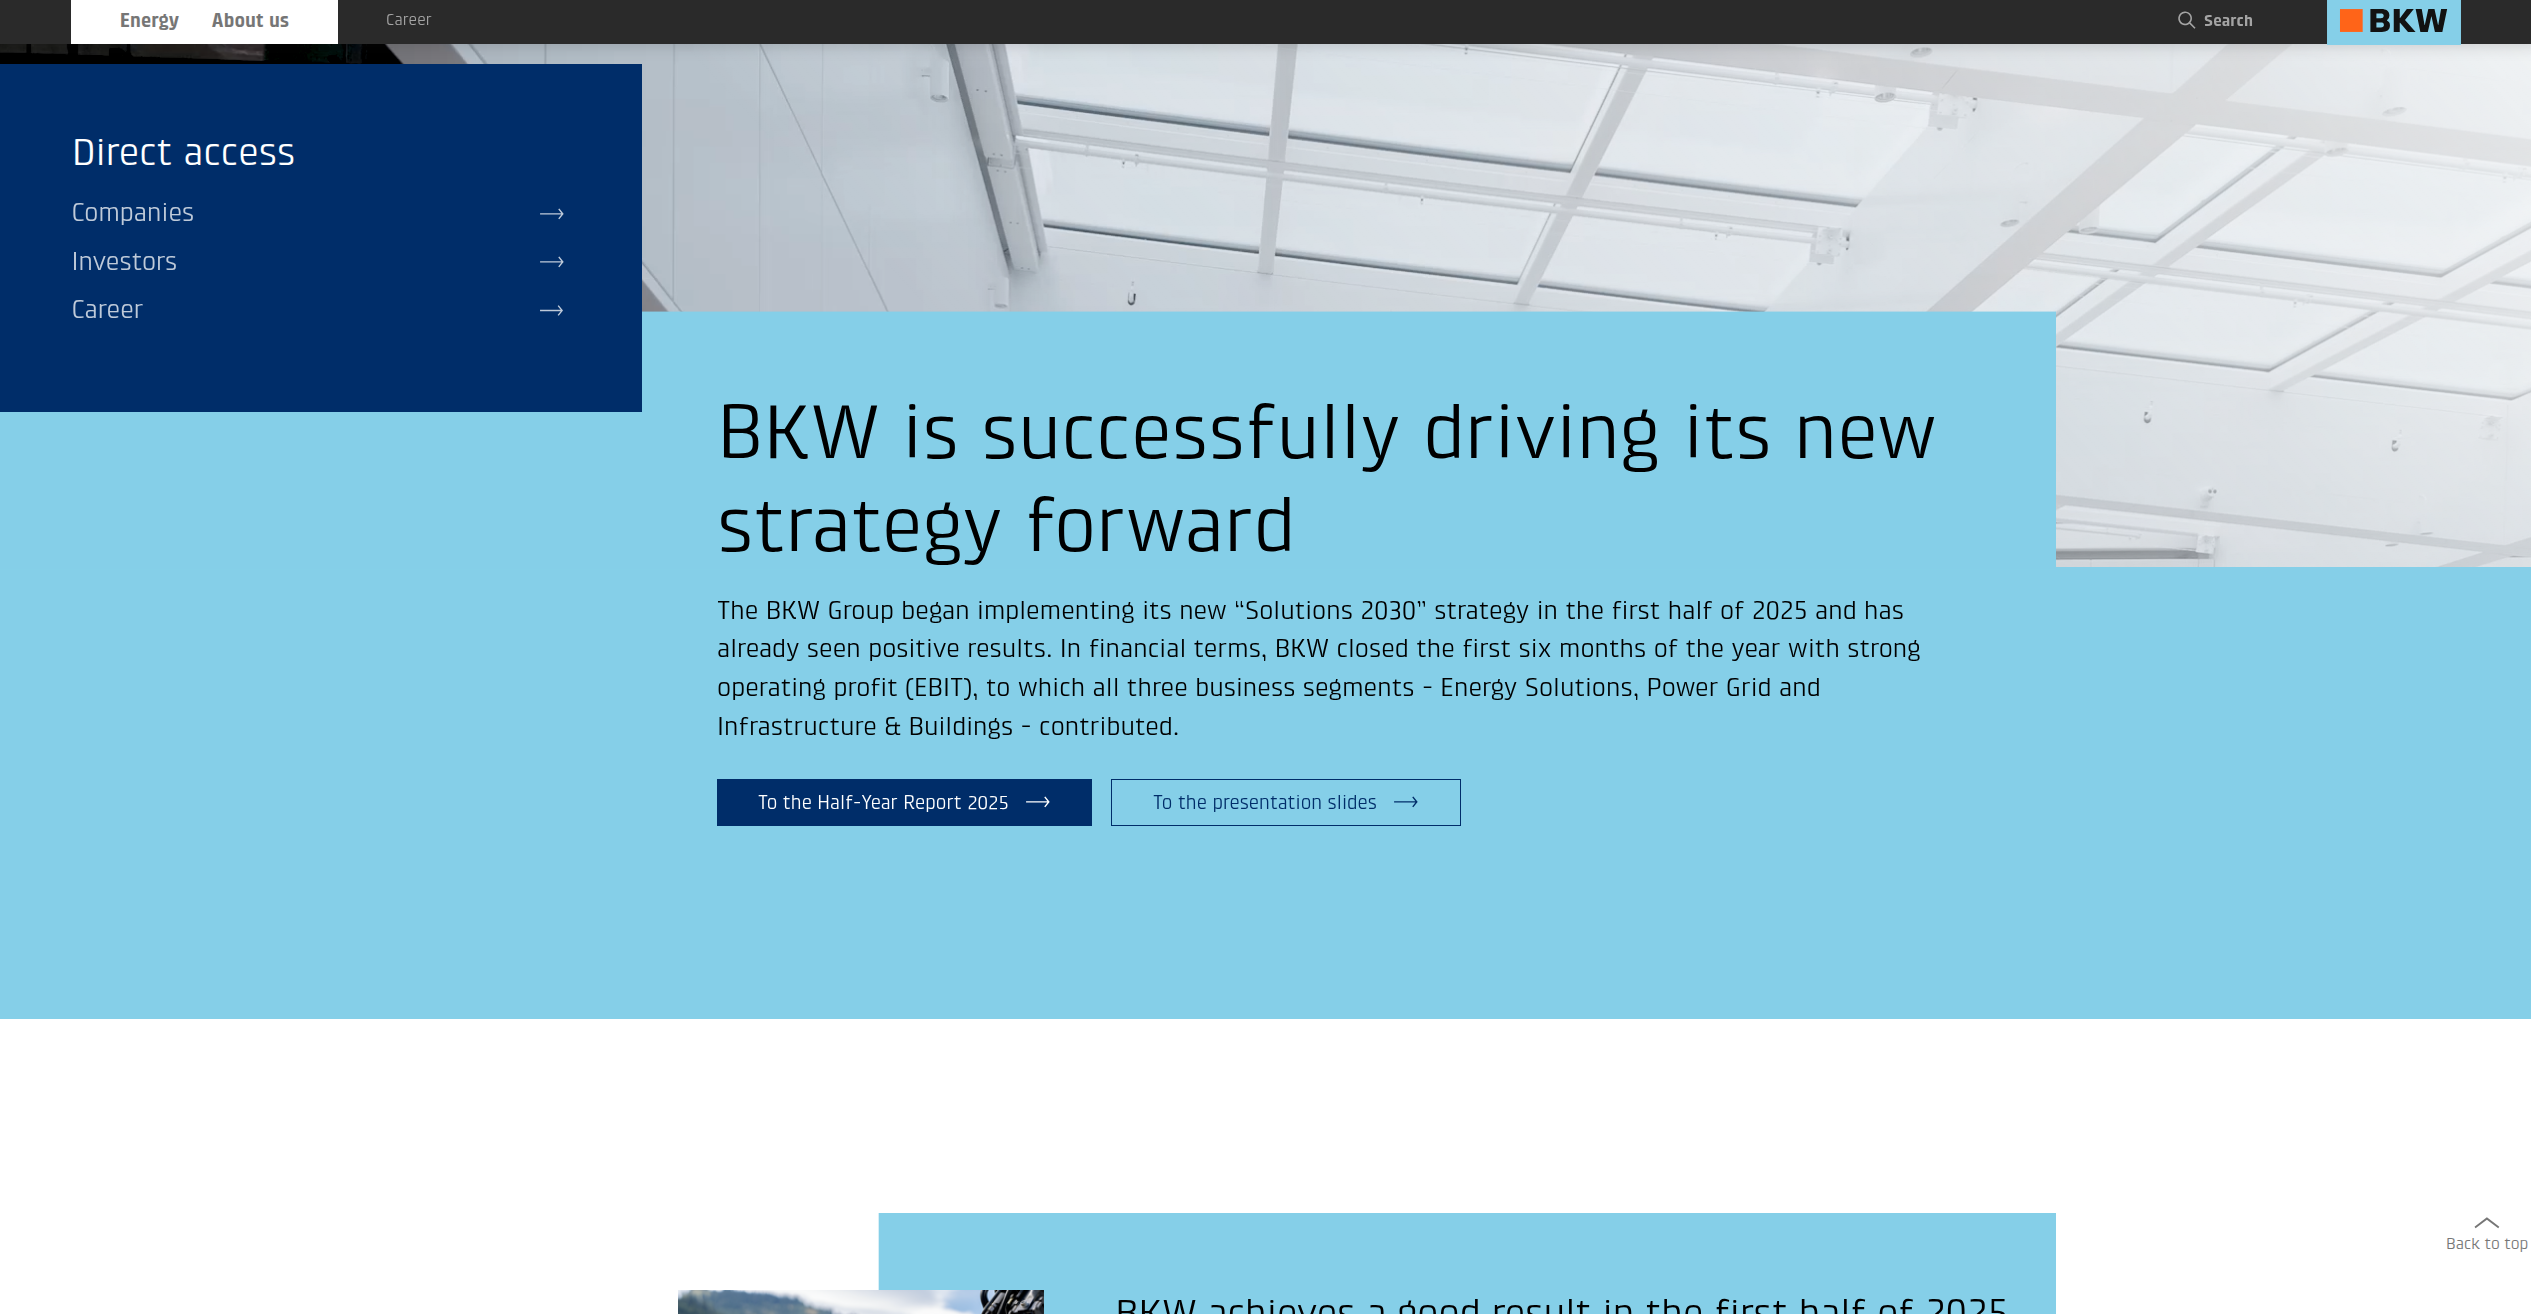 Energy About us Career Search BKW
Direct access
Companies
Investors
Career
BKW is successfully driving its new
strategy forward
The BKW Group began implementing its new “Solutions 2030” strategy in the first half of 2025 and has
already seen positive results. In financial terms, BKW closed the first six months of the year with strong
operating profit (EBIT), to which all three business segments - Energy Solutions, Power Grid and
Infrastructure & Buildings - contributed.
To the Half-Year Report 2025 To the presentation slides
Back to top
BKW achieves a good result in the first half of 2025